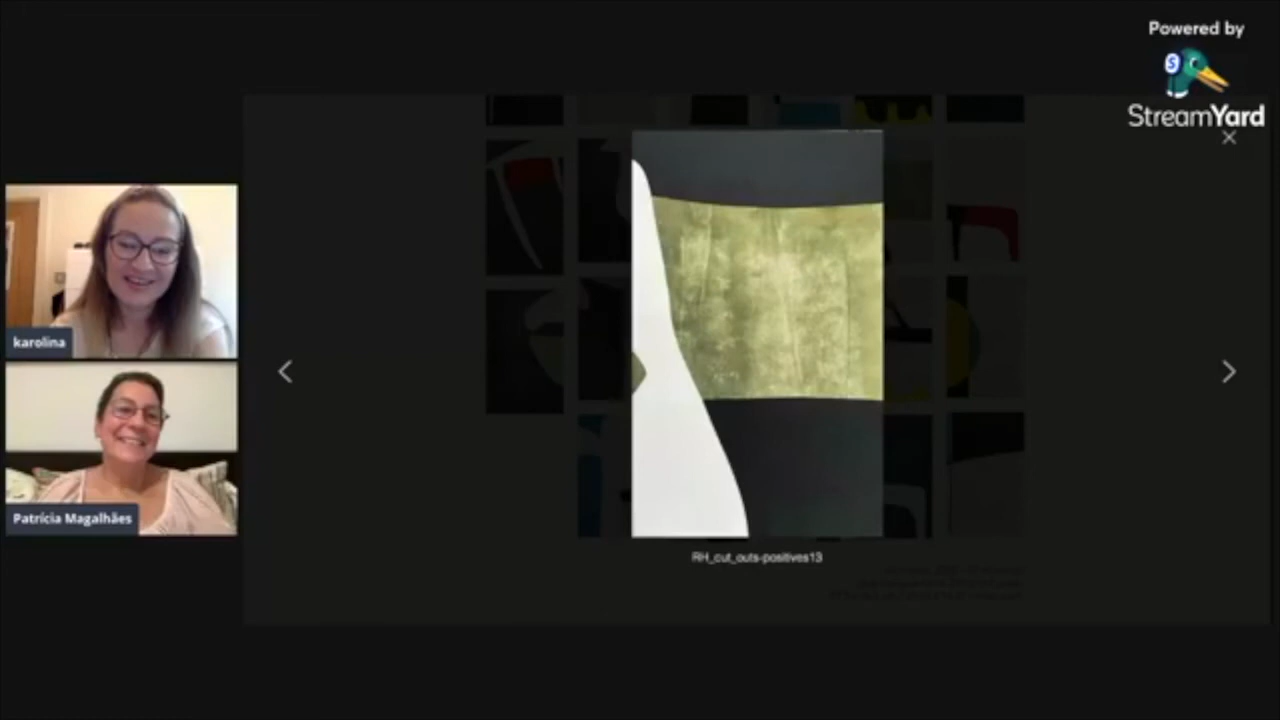 Powered by
StreamYard
karolina
Patrícia Magalhães
RH_cut_outs-positives13